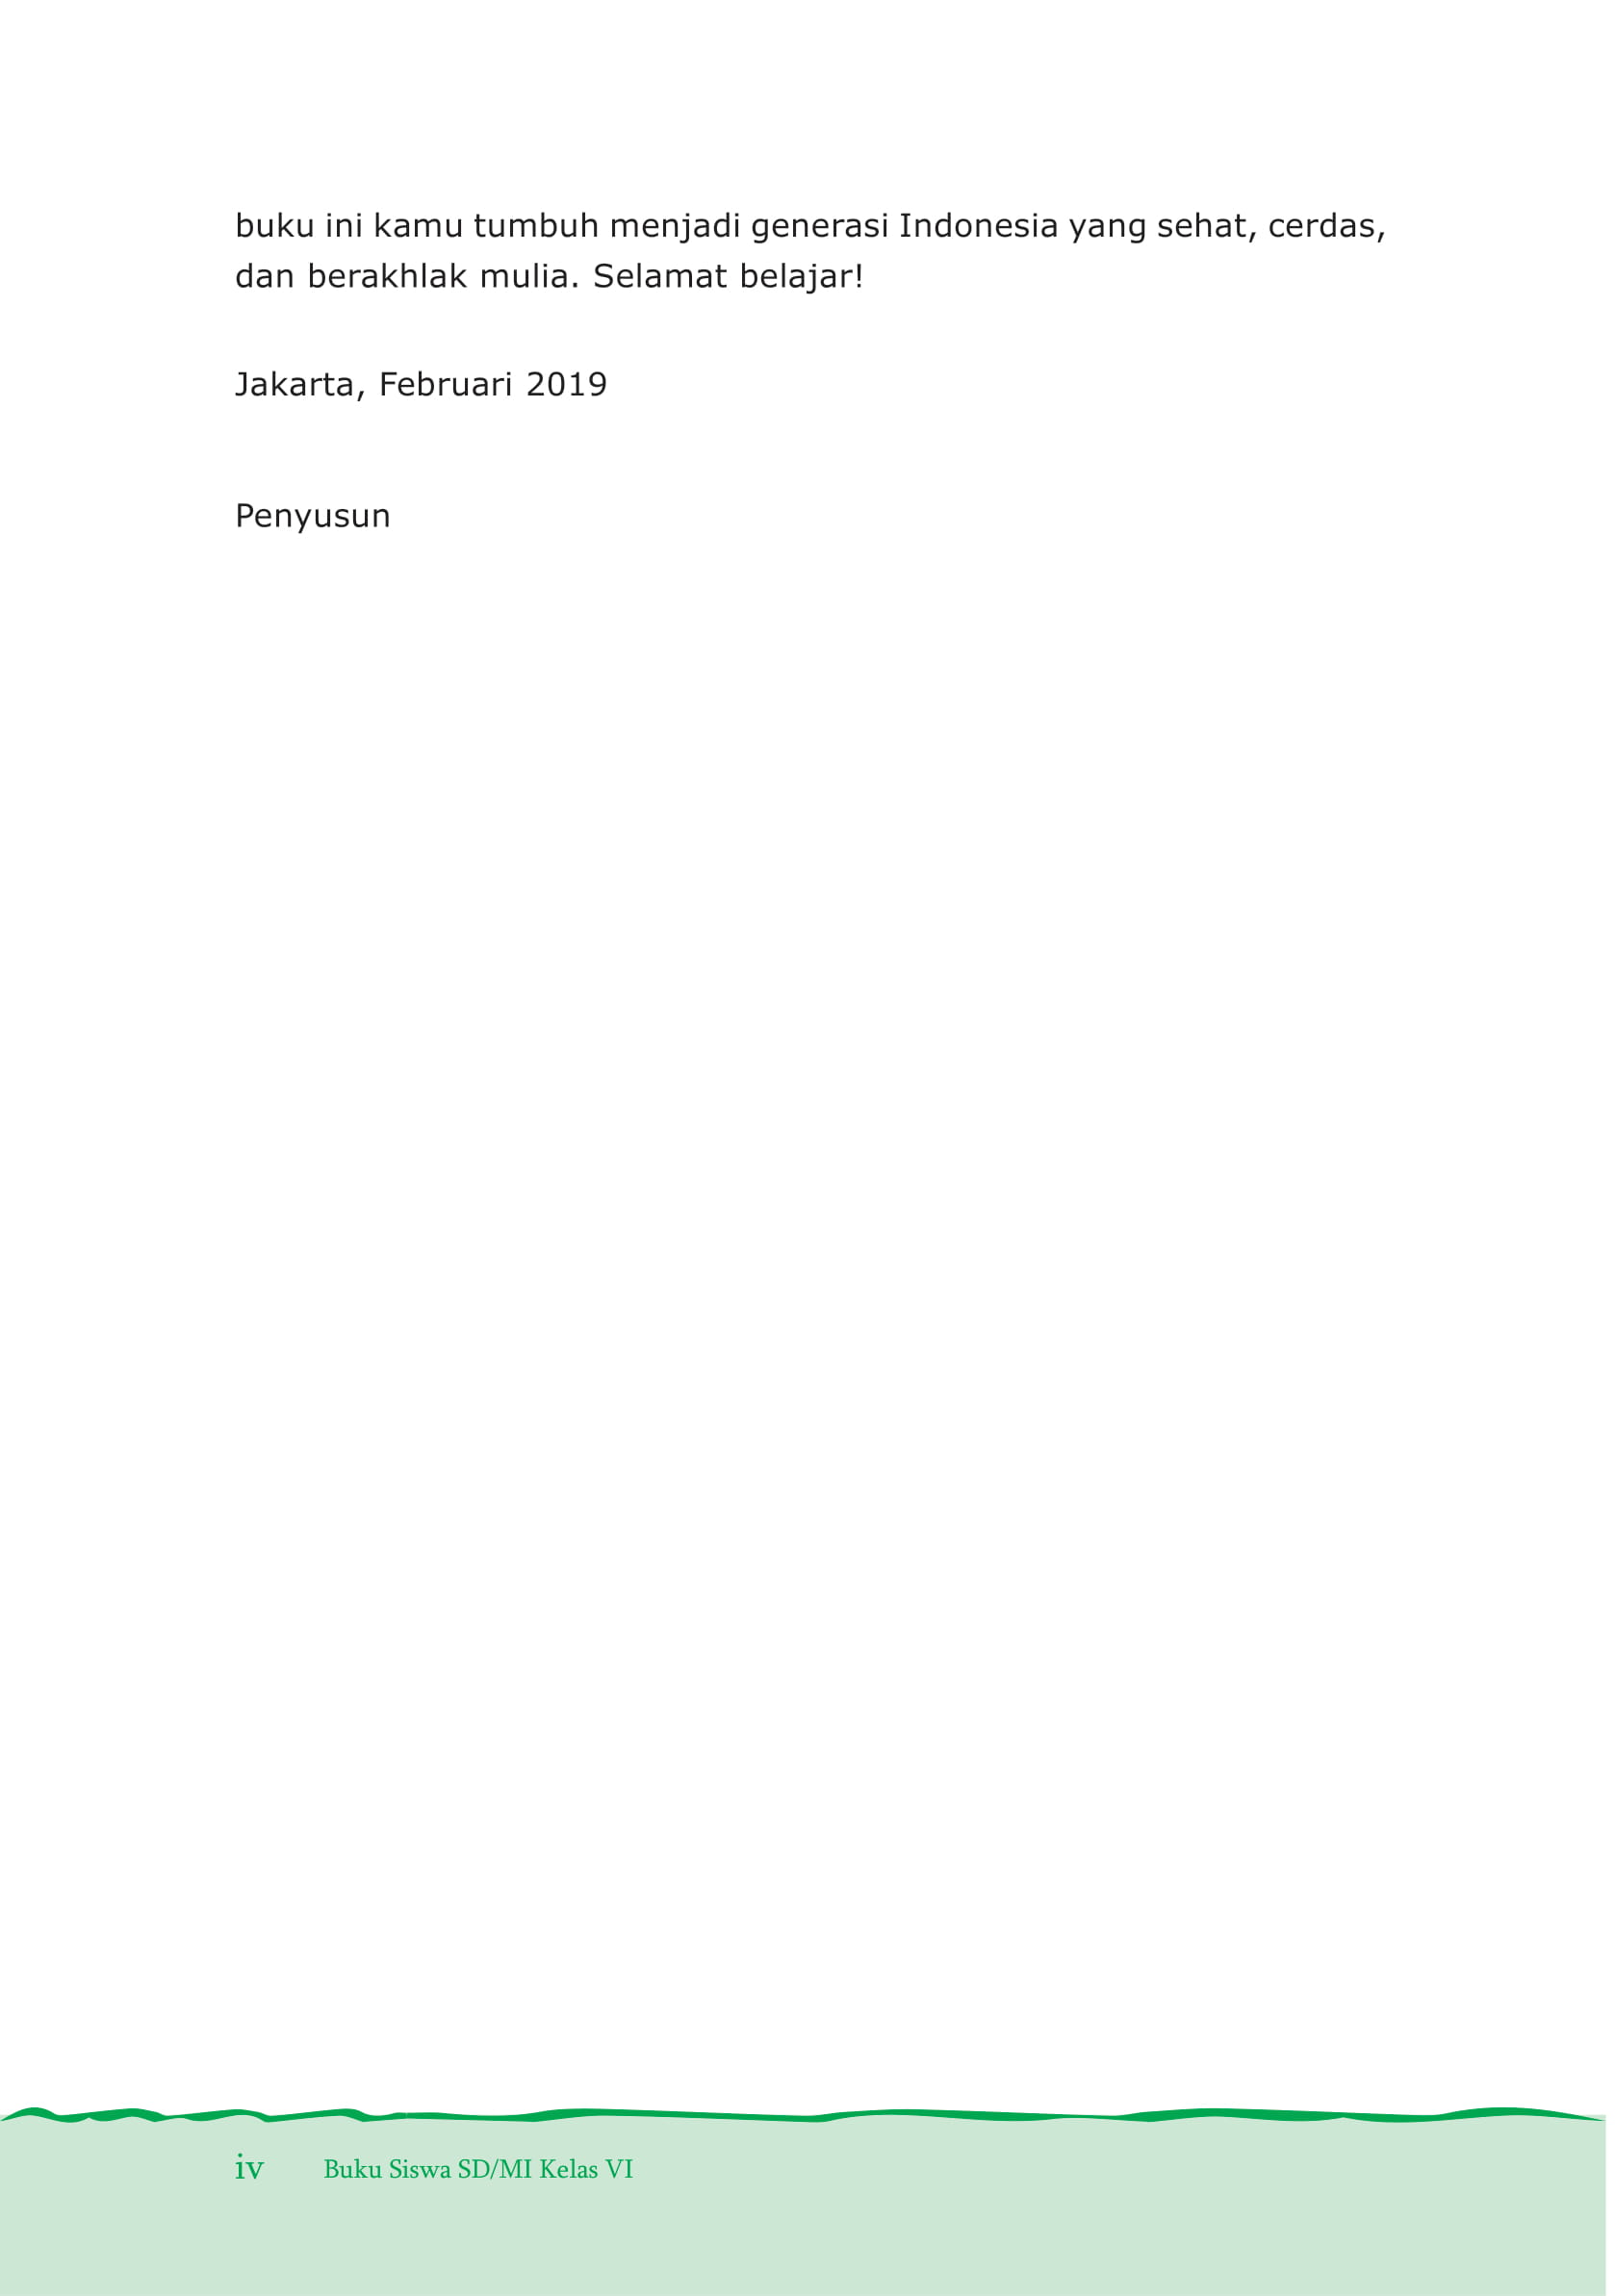 buku ini kamu tumbuh menjadi generasi Indonesia yang sehat, cerdas,
dan berakhlak mulia. Selamat belajar!
Jakarta, Februari 2019
Penyusun
iv Buku Siswa SD/MI Kelas VI